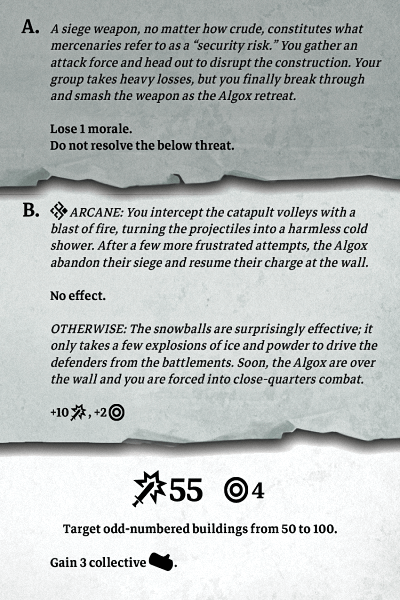 A. A siege weapon, no matter how crude, constitutes what
mercenaries refer to as a “security risk.” You gather an
attack force and head out to disrupt the construction. Your
group takes heavy losses, but you finally break through
and smash the weapon as the Algox retreat.
Lose 1 morale.
Do not resolve the below threat.
B. ARCANE: You intercept the catapult volleys with a
blast of fire, turning the projectiles into a harmless cold
shower. After a few more frustrated attempts, the Algox
abandon their siege and resume their charge at the wall.
No effect.
OTHERWISE: The snowballs are surprisingly effective; it
only takes a few explosions of ice and powder to drive the
defenders from the battlements. Soon, the Algox are over
the wall and you are forced into close-quarters combat.
+10 , +2
55 4
Target odd-numbered buildings from 50 to 100.
Gain 3 collective .